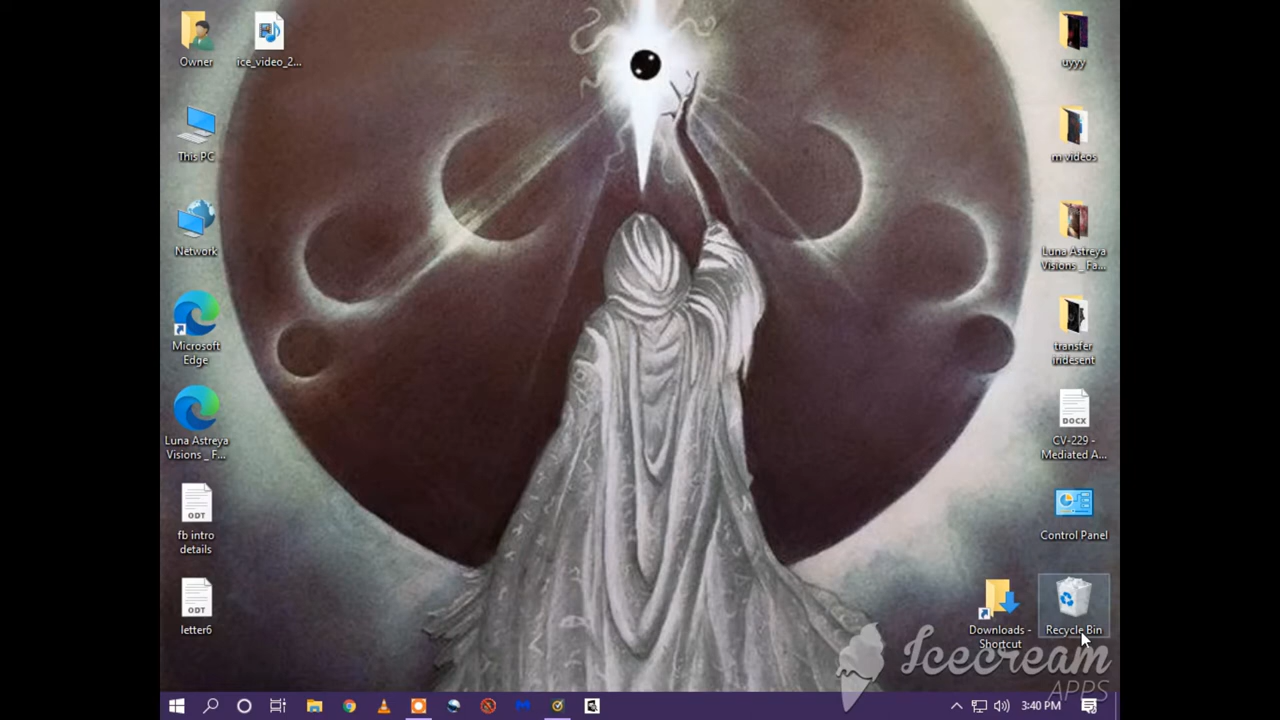 Owner
ice_video_2...
This PC
Network
Microsoft
Edge
Luna Astreya
Visions _ F...
ODT
fb intro
details
ODT
letter6
uyyy
m videos
Luna Astreya
Visions _ Fa...
transfer
iridesent
DOCX
CV-229 -
Mediated A...
Control Panel
Downloads -
Shortcut
Recycle Bin
Icecream
APPS
3:40 PM